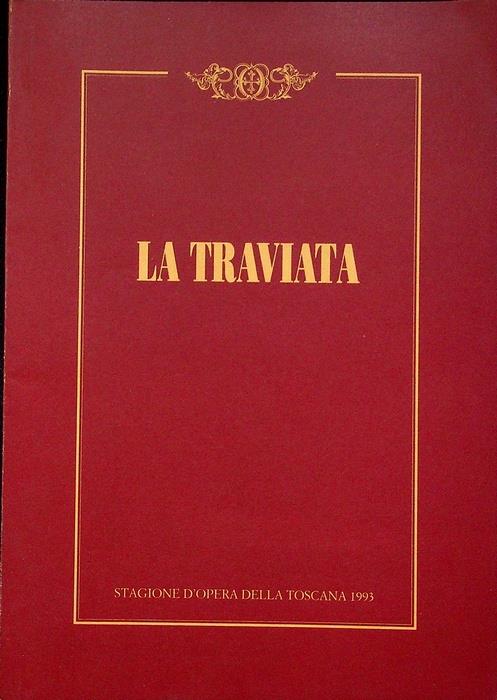 LA TRAVIATA
STAGIONE D'OPERA DELLA TOSCANA 1993